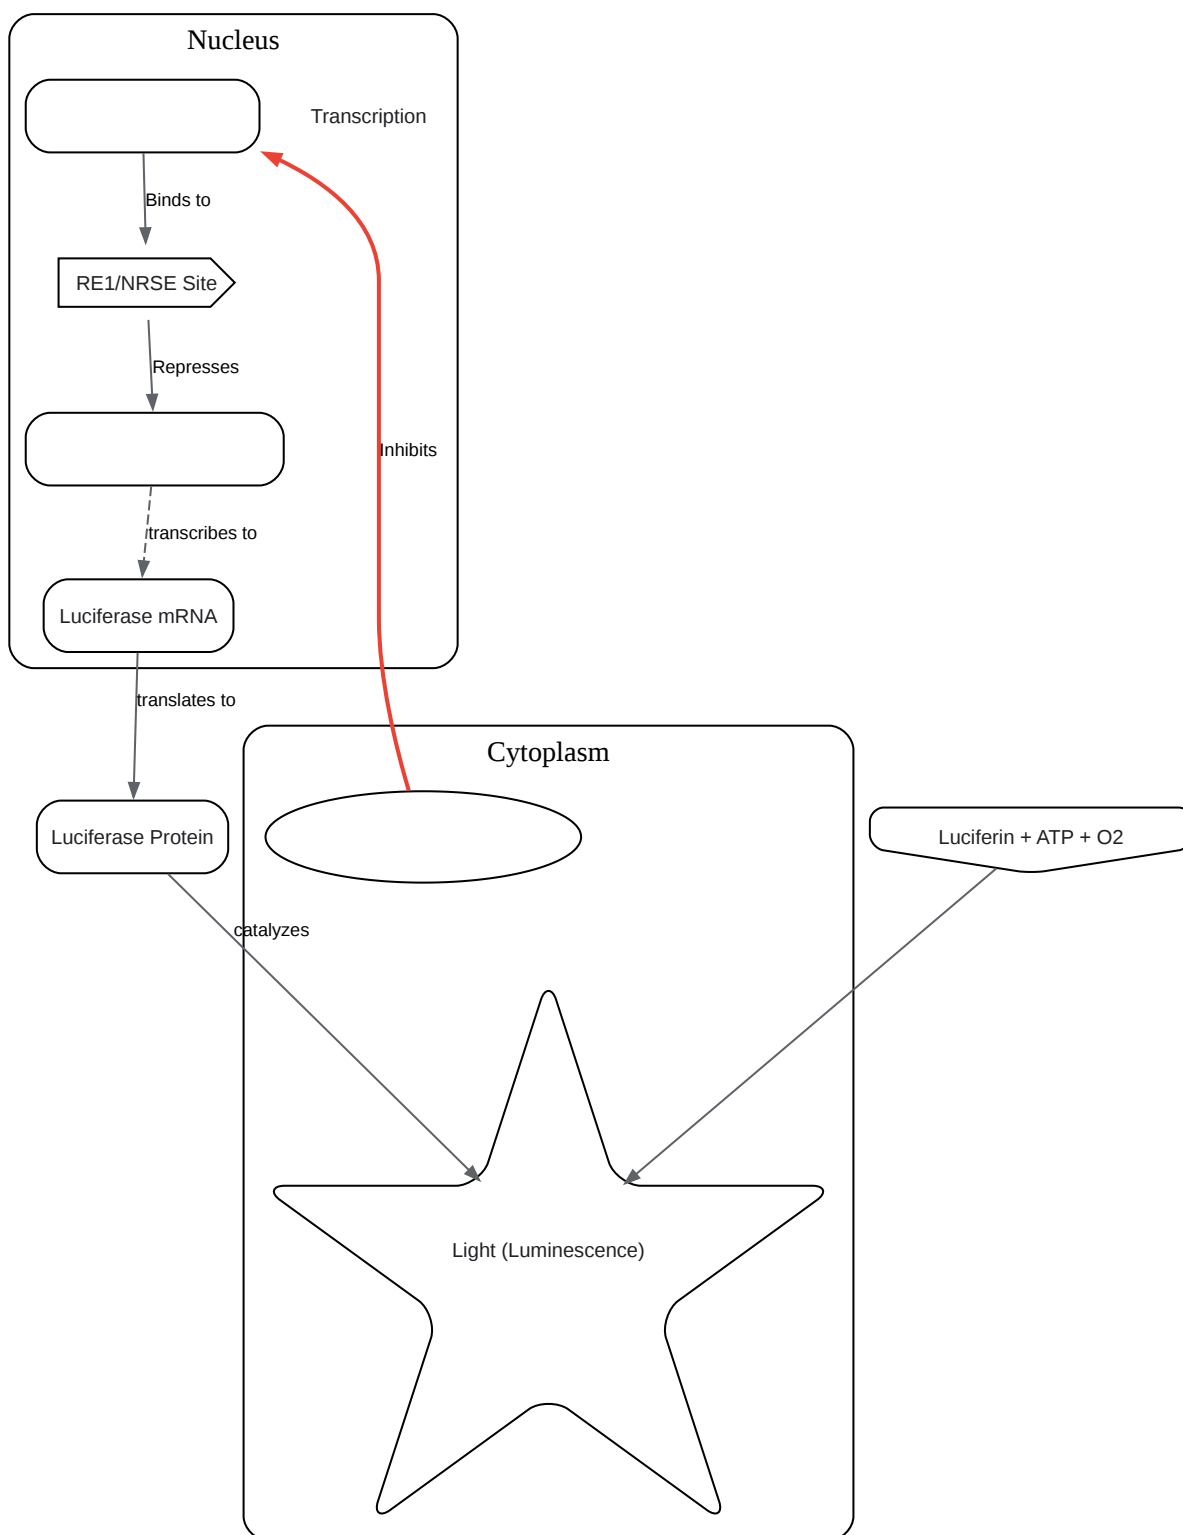 Nucleus
Transcription
Binds to
RE1/NRSE Site
Represses
Inhibits
transcribes to
Luciferase mRNA
translates to
Cytoplasm
Luciferase Protein
Luciferin + ATP + O2
catalyzes
Light (Luminescence)